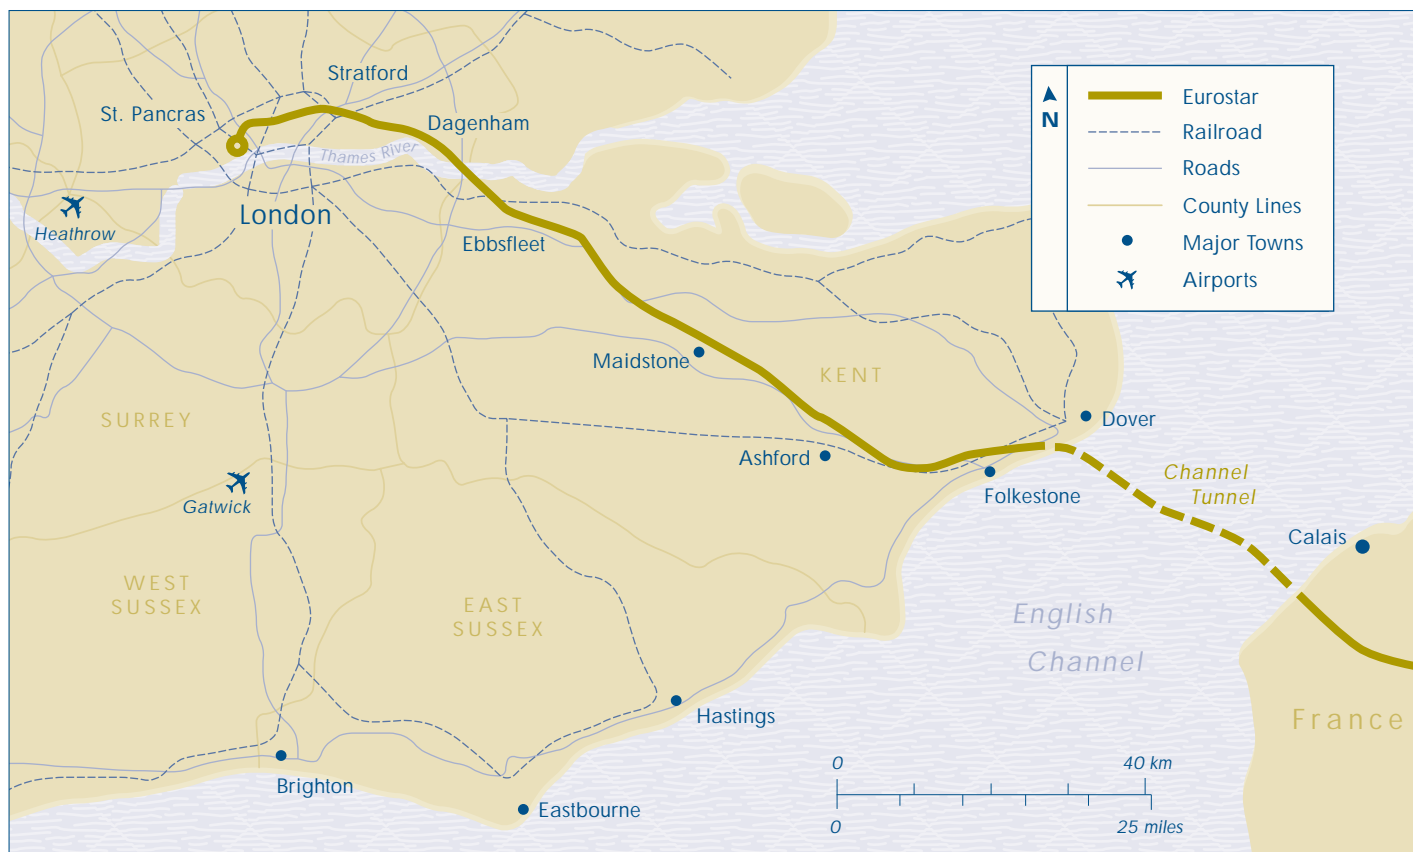 Stratford
St. Pancras
Dagenham
Thames River
London
Heathrow
Ebbsfleet
N
Eurostar
Railroad
Roads
County Lines
Major Towns
Airports
Maidstone
KENT
SURREY
Dover
Ashford
Folkestone
Channel
Tunnel
Gatwick
Calais
WEST
SUSSEX
EAST
SUSSEX
English
Channel
Hastings
France
Brighton
Eastbourne
0
40 km
0
25 miles